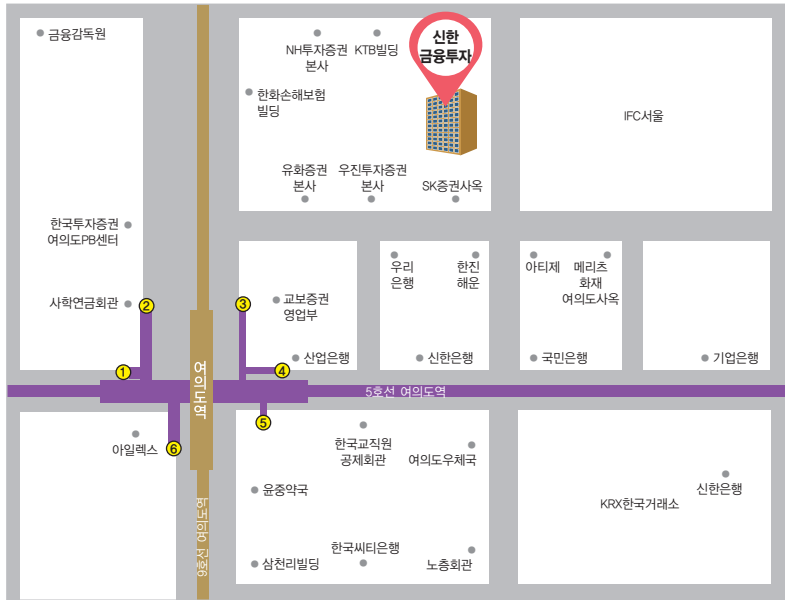 금융감독원
NH투자증권
본사
KTB빌딩
신한
금융투자
한화손해보험
빌딩
IFC서울
유화증권
본사
우진투자증권
본사
SK증권사옥
한국투자증권
여의도PB센터
사학연금회관
②
③
교보증권
영업부
우리
은행
한진
해운
아티제
메리츠
화재
여의도사옥
산업은행
신한은행
국민은행
기업은행
①
④
여의도역
5호선 여의도역
⑤
⑥
아일렉스
한국교직원
공제회관
여의도우체국
윤중약국
KRX한국거래소
신한은행
9호선 여의도역
삼천리빌딩
한국씨티은행
노총회관